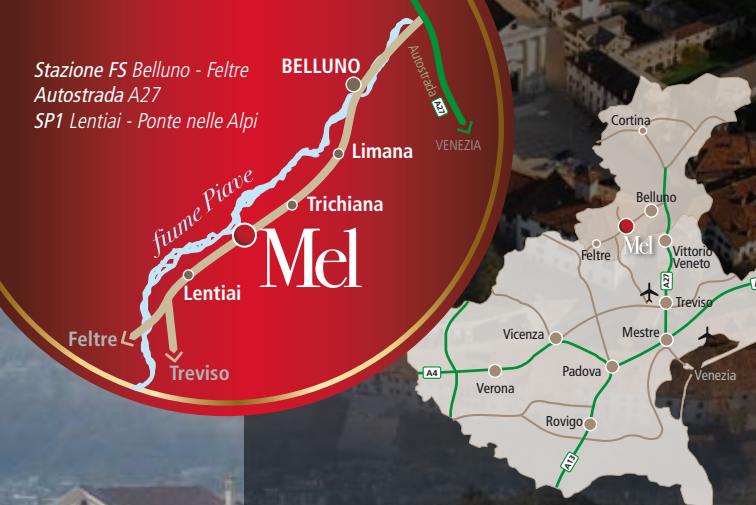 Stazione FS Belluno - Feltre
Autostrada A27
SP1 Lentiai - Ponte nelle Alpi
BELLUNO
Autostrada A27
VENEZIA
Limana
Trichiana
fiume Piave
Mel
Lentiai
Feltre
Treviso
Cortina
Belluno
Mel
Feltre
Vittorio
Veneto
A27
Treviso
Vicenza
Mestre
A4
Padova
Venezia
Verona
Rovigo
A13